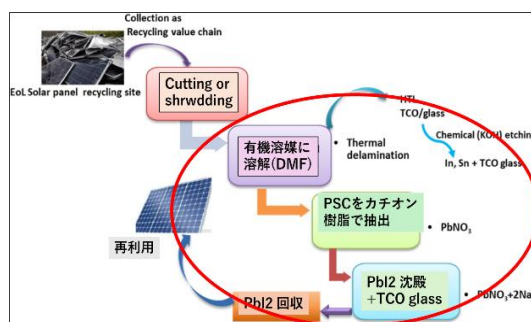 Collection as
Recycling value chain
EoL Solar panel recycling site
Cutting or
shrwdding
HTL
TCO/glass
Chemical (KOH) etchin
In, Sn + TCO glass
有機溶媒に
溶解(DMF)
• Thermal
delamination
PSCをカチオン
樹脂で抽出
• PbNO₃
再利用
PbI2 沈殿
+TCO glass
• PbNO₃+2Na
PbI2 回収